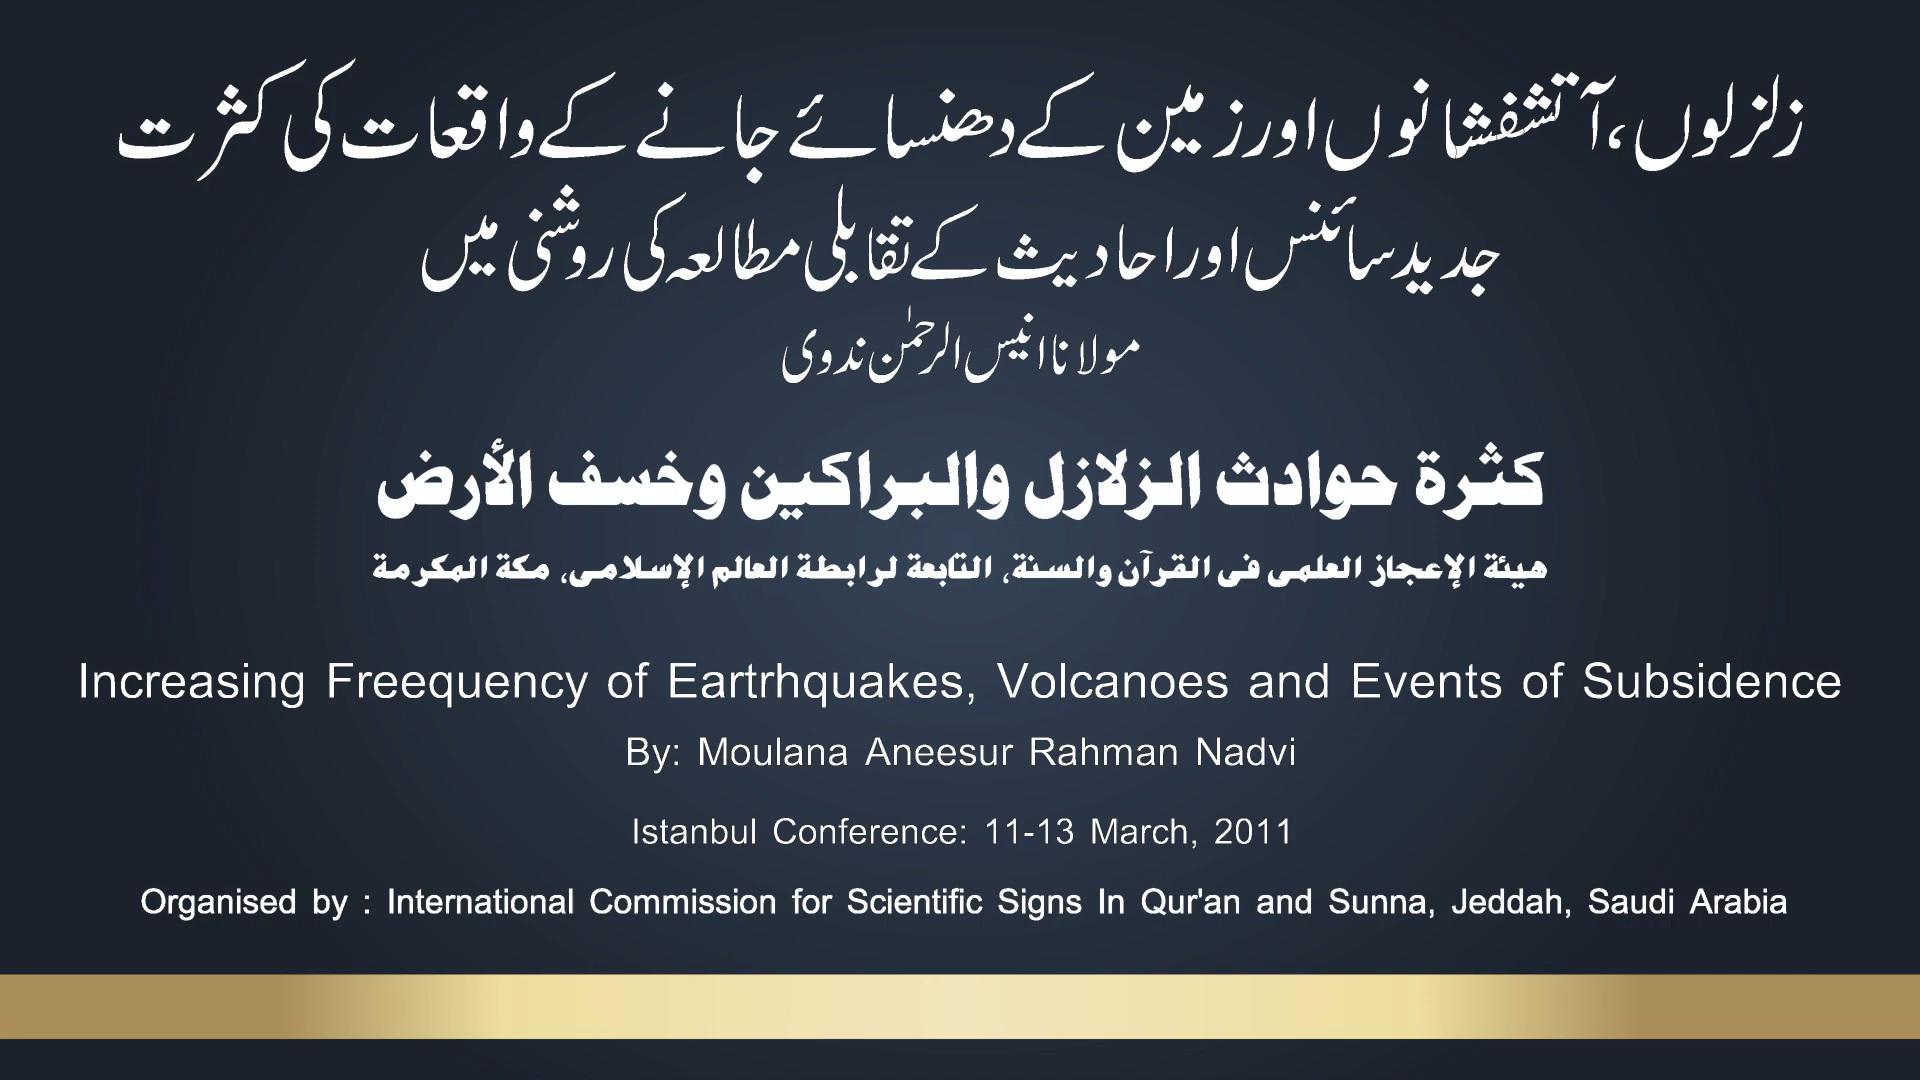 زلزلوں، آتشفشانوں اور زمین کے دھنسائے جانے کے واقعات کی کثرت
جدید سائنس اور احادیث کے تقابلی مطالعہ کی روشنی میں
مولانا انیس الرحمٰن ندوی
كثرة حوادث الزلازل والبراكين وخسف الأرض
هيئة الإعجاز العلمى فى القرآن والسنة، التابعة لرابطة العالم الإسلامى، مكة المكرمة
Increasing Freequency of Eartrhquakes, Volcanoes and Events of Subsidence
By: Moulana Aneesur Rahman Nadvi
Istanbul Conference: 11-13 March, 2011
Organised by : International Commission for Scientific Signs In Qur'an and Sunna, Jeddah, Saudi Arabia